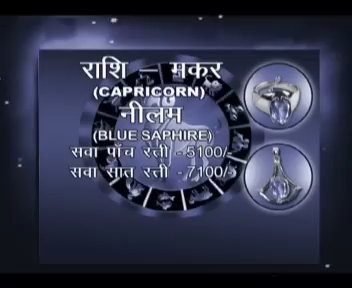 राशि – मकर
(CAPRICORN)
नीलम
(BLUE SAPHIRE)
सवा पाँच रत्ती -5100/-
सवा सात रत्ती -7100/-